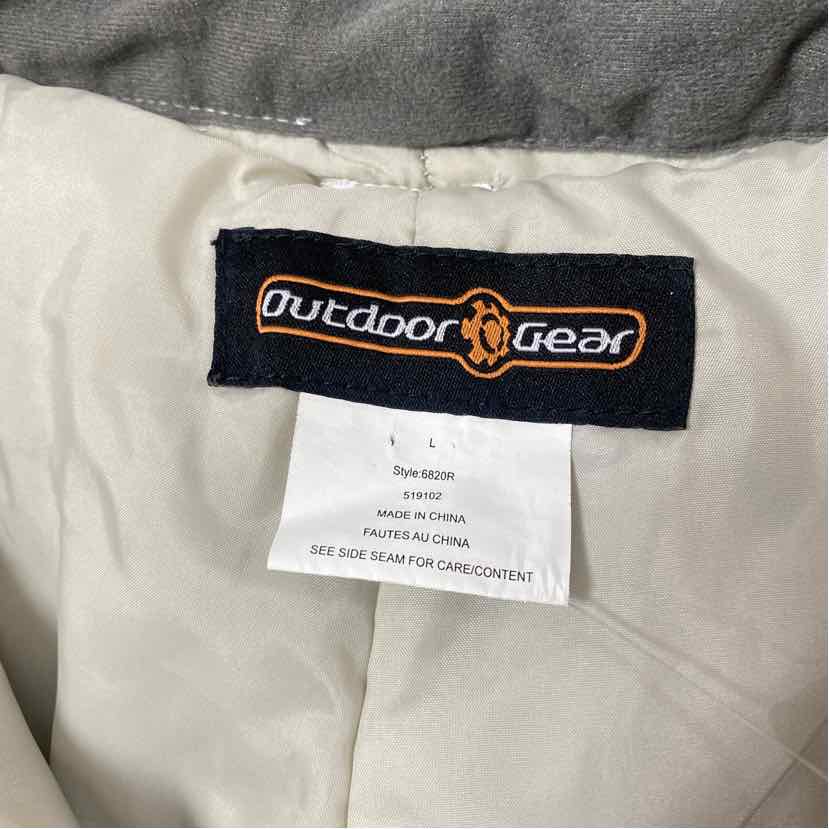 Outdoor Gear
L
Style:6820R
519102
MADE IN CHINA
FAUTES AU CHINA
SEE SIDE SEAM FOR CARE/CONTENT